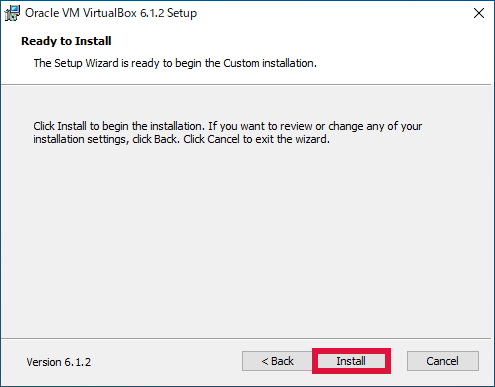 Oracle VM VirtualBox 6.1.2 Setup
Ready to Install
The Setup Wizard is ready to begin the Custom installation.
Click Install to begin the installation. If you want to review or change any of your
installation settings, click Back. Click Cancel to exit the wizard.
Version 6.1.2
< Back
Install
Cancel